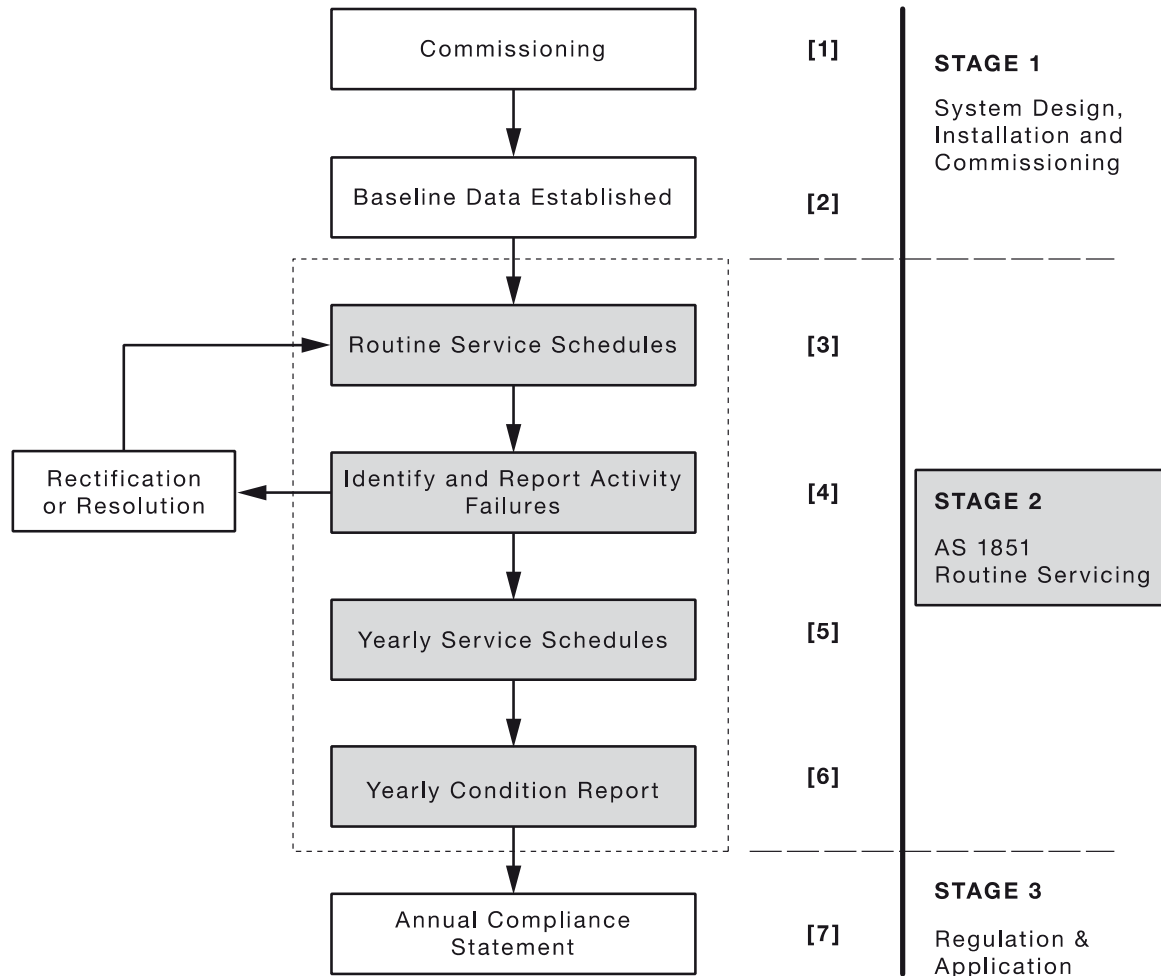 Commissioning
[1]
STAGE 1
System Design,
Installation and
Commissioning
Baseline Data Established
[2]
Routine Service Schedules
[3]
Rectification
or Resolution
Identify and Report Activity
Failures
[4]
STAGE 2
AS 1851
Routine Servicing
Yearly Service Schedules
[5]
Yearly Condition Report
[6]
Annual Compliance
Statement
[7]
STAGE 3
Regulation &
Application